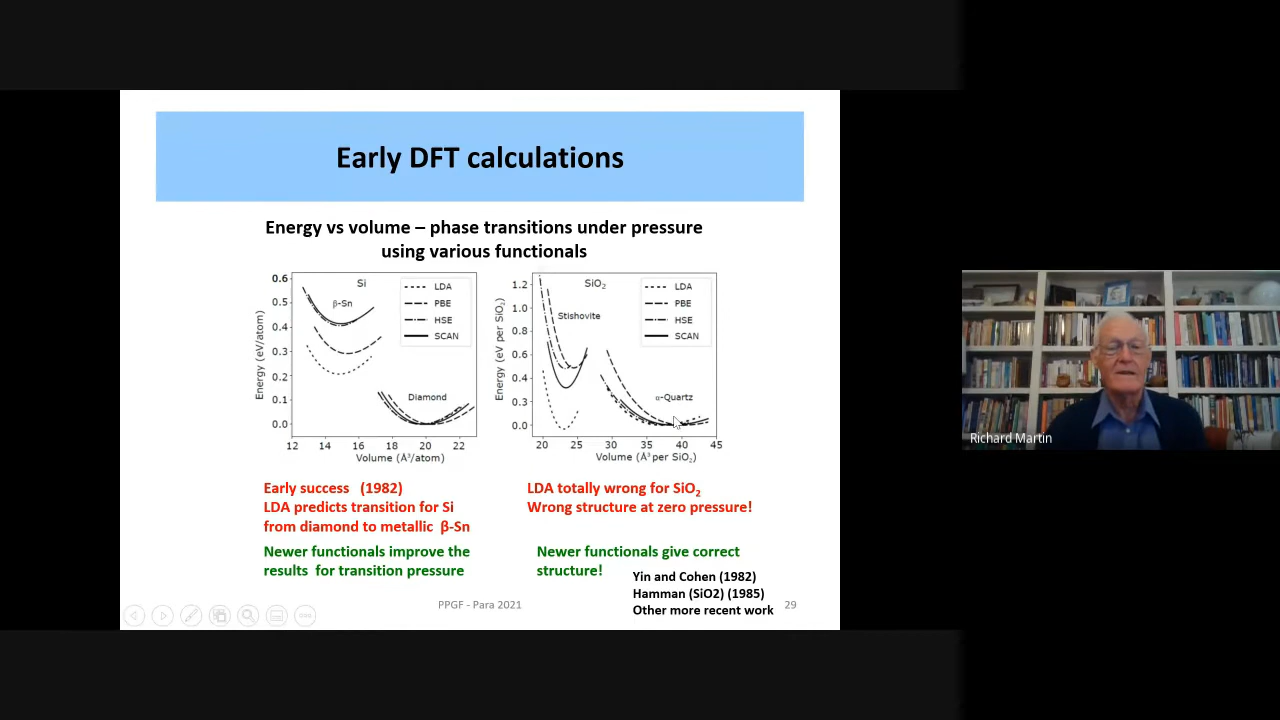 Early DFT calculations
Energy vs volume – phase transitions under pressure
using various functionals
Si
β-Sn
Diamond
LDA
PBE
HSE
SCAN
0.6
0.5
0.4
0.3
0.2
0.1
0.0
Energy (eV/atom)
12 14 16 18 20 22
Volume (Å³/atom)
SiO₂
Stishovite
α-Quartz
LDA
PBE
HSE
SCAN
1.2
1.0
0.8
0.6
0.4
0.3
0.0
Energy (eV per SiO₂)
20 25 30 35 40 45
Volume (Å³ per SiO₂)
Early success (1982)
LDA predicts transition for Si
from diamond to metallic β-Sn
Newer functionals improve the
results for transition pressure
LDA totally wrong for SiO₂
Wrong structure at zero pressure!
Newer functionals give correct
structure!
Yin and Cohen (1982)
Hamman (SiO2) (1985)
Other more recent work
PPGF - Para 2021
29
Richard Martin